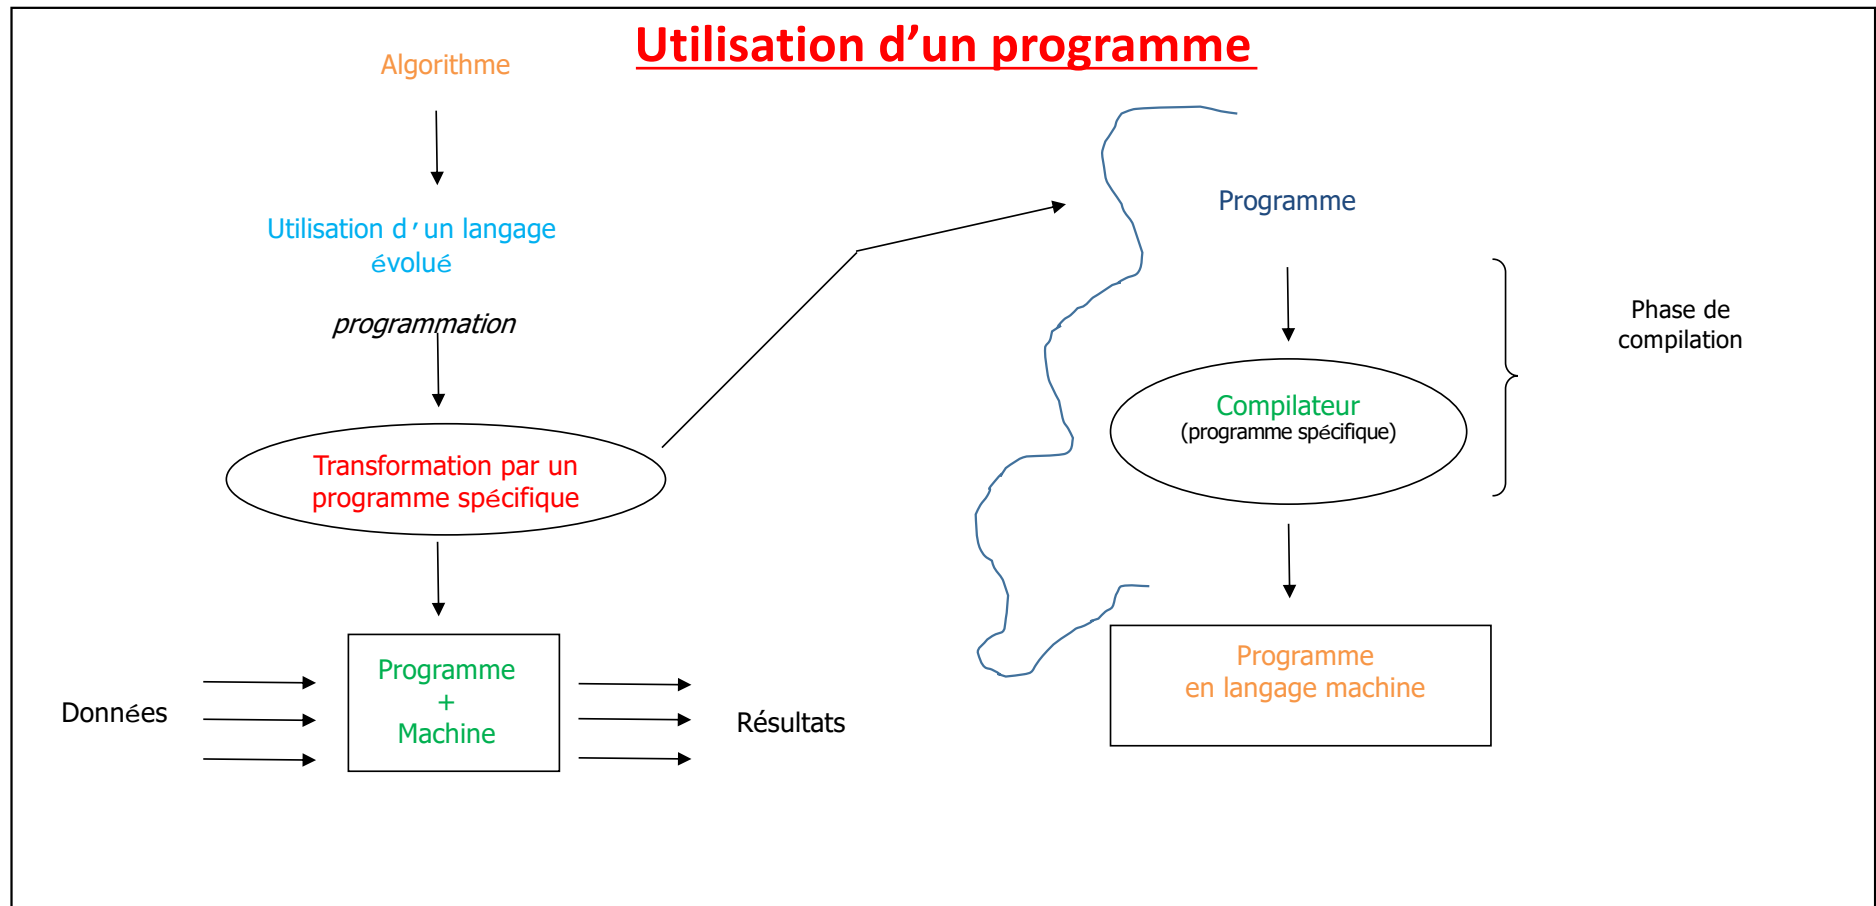 Utilisation d’un programme
Algorithme
Utilisation d’un langage
évolué
programmation
Transformation par un
programme spécifique
Données
Programme
+
Machine
Résultats
Programme
Compilateur
(programme spécifique)
Phase de
compilation
Programme
en langage machine